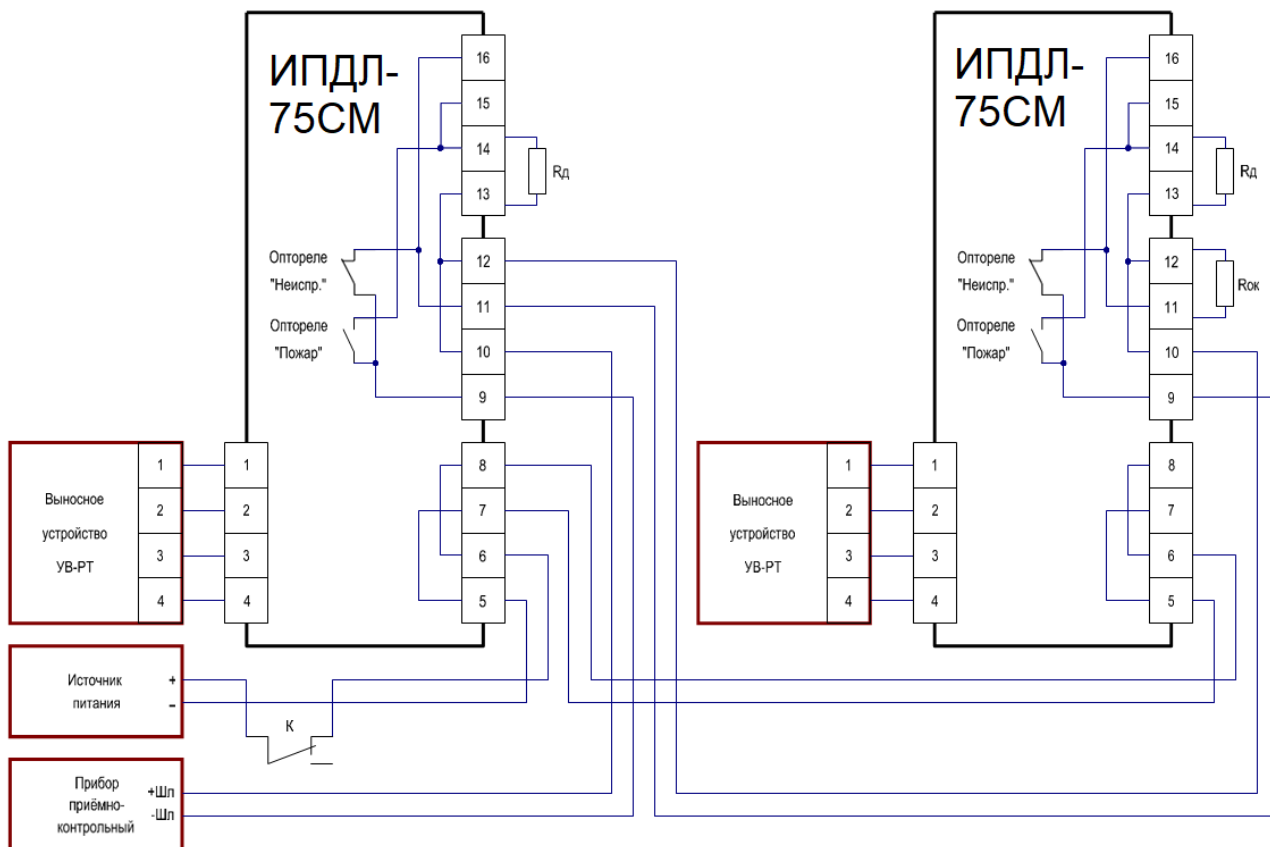 ИПДЛ-
75СМ
16
15
14
13
Rд
Оптореле
"Неиспр."
Оптореле
"Пожар"
12
11
10
9
8
7
6
5
1
2
3
4
Выносное
устройство
УВ-РТ
1
2
3
4
Источник
питания
+
–
К
Прибор
приёмно-
контрольный
+Шп
-Шп
ИПДЛ-
75СМ
16
15
14
13
Rд
Оптореле
"Неиспр."
Оптореле
"Пожар"
12
11
10
9
Rок
8
7
6
5
1
2
3
4
Выносное
устройство
УВ-РТ
1
2
3
4